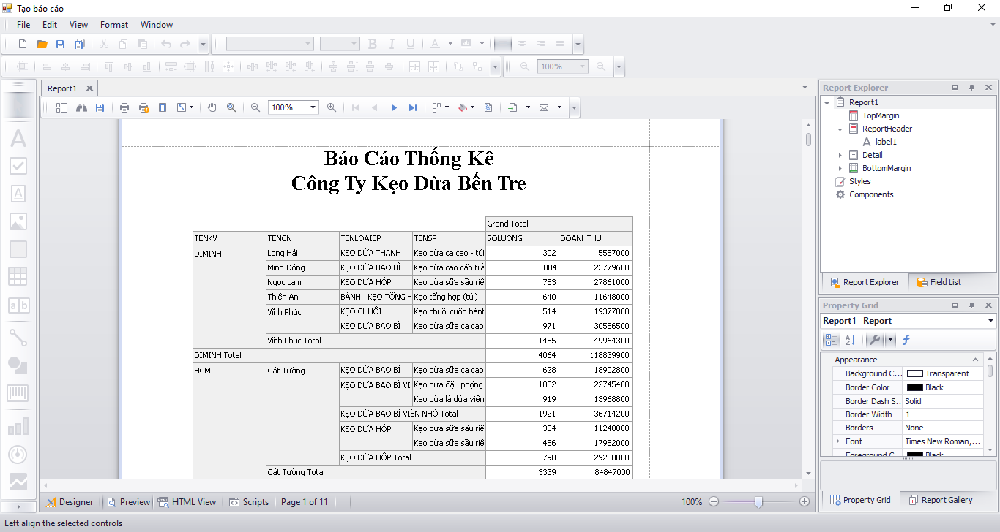 Tạo báo cáo
File Edit View Format Window
100%
Report1
100%
Báo Cáo Thống Kê
Công Ty Kẹo Dừa Bến Tre
Grand Total
TENKV TENCN TENLOAISP TENSP SOLUONG DOANHTHU
DIMINH Long Hải KẸO DỪA THANH Kẹo dừa ca cao - túi 302 5587000
Minh Đông KẸO DỪA BAO BÌ Kẹo dừa cao cấp trắ 884 23779600
Ngọc Lam KẸO DỪA HỘP Kẹo dừa sữa sầu riê 753 27861000
Thiên An BÁNH - KẸO TỔNG H Kẹo tổng hợp (túi) 640 11648000
Vĩnh Phúc KẸO CHUỐI Kẹo chuối cuộn bánh 514 19377800
KẸO DỪA BAO BÌ Kẹo dừa sữa ca cao 971 30586500
Vĩnh Phúc Total 1485 49964300
DIMINH Total 4064 118839900
HCM Cát Tường KẸO DỪA BAO BÌ Kẹo dừa sữa ca cao 628 18902800
KẸO DỪA BAO BÌ VI Kẹo dừa đậu phộng 1002 22745400
Kẹo dừa lá dứa viên 919 13968800
KẸO DỪA BAO BÌ VIÊN NHỎ Total 1921 36714200
KẸO DỪA HỘP Kẹo dừa sữa sầu riê 304 11248000
Kẹo dừa sữa sầu riê 486 17982000
KẸO DỪA HỘP Total 790 29230000
Cát Tường Total 3339 84847000
Designer Preview HTML View Scripts Page 1 of 11 100%
Left align the selected controls
Report Explorer
Report1
TopMargin
ReportHeader
label1
Detail
BottomMargin
Styles
Components
Report Explorer Field List
Property Grid
Report1 Report
Appearance
Background C... Transparent
Border Color Black
Border Dash S... Solid
Border Width 1
Borders None
Font Times New Roman,...
Foreground C... Black
Property Grid Report Gallery